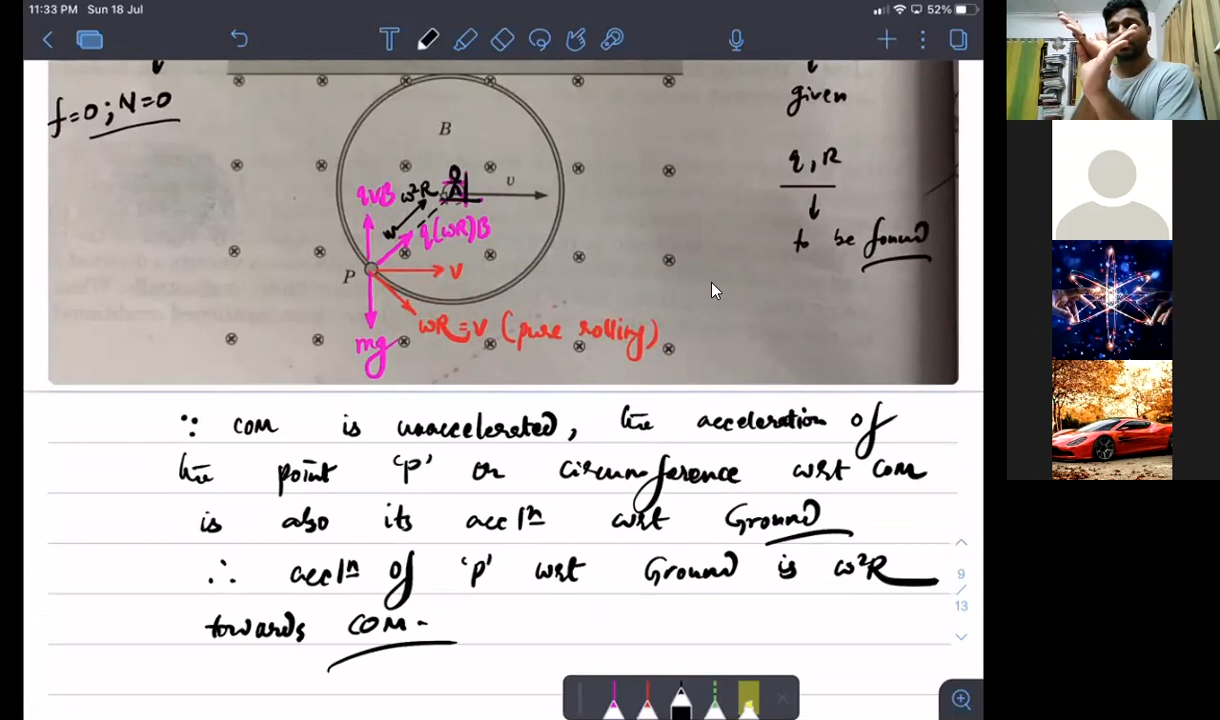 11:33 PM Sun 18 Jul
52%
T
f=0; N=0
given
B
q, R
O
υ
qVB
ω²R
q(ωR)B
to be found
P
V
ωR=V (pure rolling)
mg
∵ COM is unaccelerated, the acceleration of
the point 'P' on circumference wrt COM
is also its accln wrt Ground
∴ accln of 'P' wrt Ground is ω²R
towards COM.
9
13